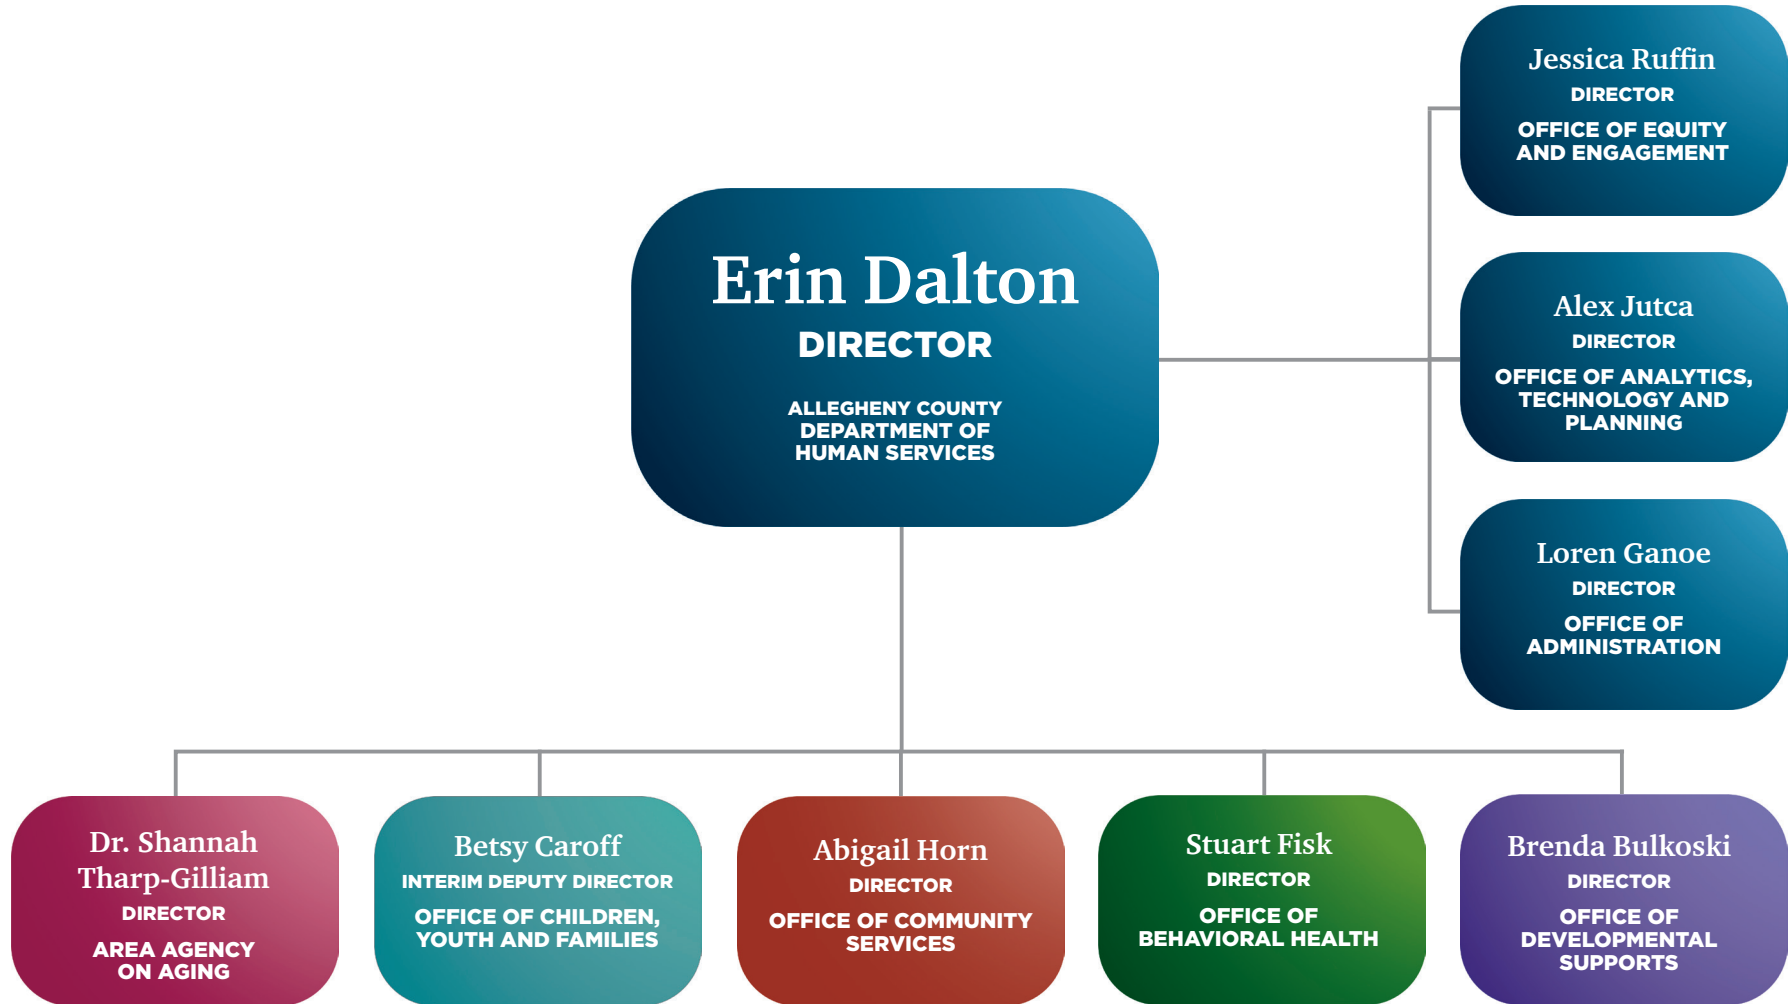 Jessica Ruffin
DIRECTOR
OFFICE OF EQUITY
AND ENGAGEMENT
Erin Dalton
DIRECTOR
ALLEGHENY COUNTY
DEPARTMENT OF
HUMAN SERVICES
Alex Jutca
DIRECTOR
OFFICE OF ANALYTICS,
TECHNOLOGY AND
PLANNING
Loren Ganoe
DIRECTOR
OFFICE OF
ADMINISTRATION
Dr. Shannah
Tharp-Gilliam
DIRECTOR
AREA AGENCY
ON AGING
Betsy Caroff
INTERIM DEPUTY DIRECTOR
OFFICE OF CHILDREN,
YOUTH AND FAMILIES
Abigail Horn
DIRECTOR
OFFICE OF COMMUNITY
SERVICES
Stuart Fisk
DIRECTOR
OFFICE OF
BEHAVIORAL HEALTH
Brenda Bulkoski
DIRECTOR
OFFICE OF
DEVELOPMENTAL
SUPPORTS